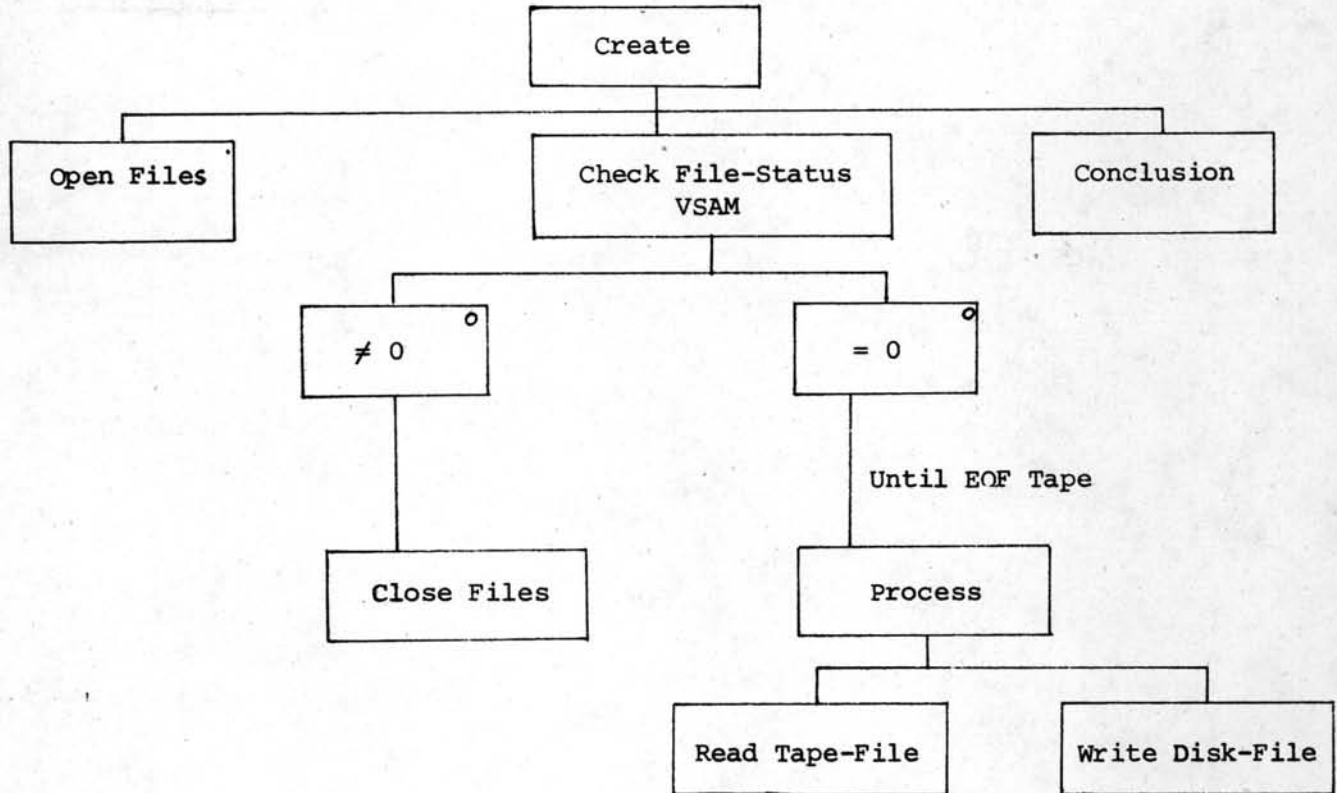 Create
Open Files
Check File-Status
VSAM
Conclusion
≠ 0
o
= 0
o
Until EOF Tape
Close Files
Process
Read Tape-File
Write Disk-File